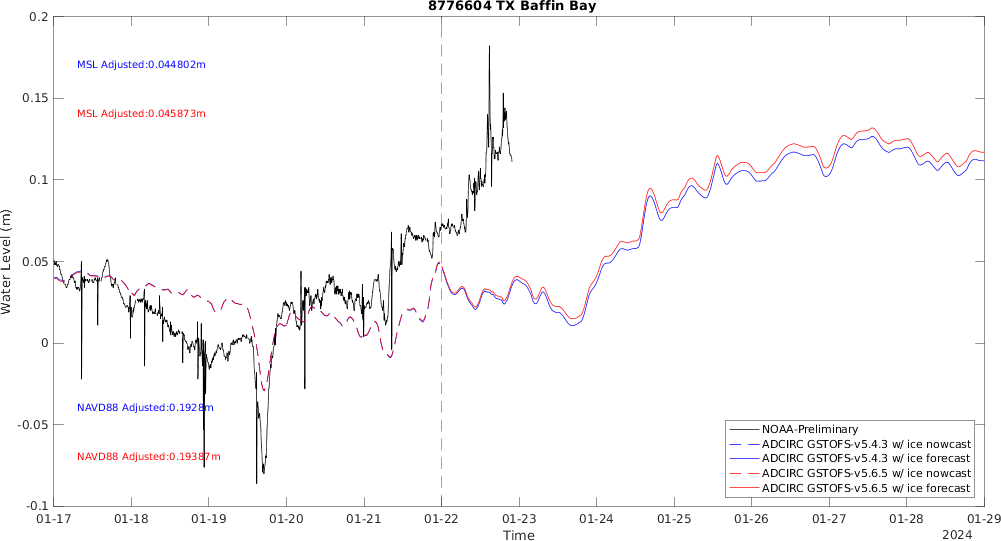 8776604 TX Baffin Bay
0.2
0.15
0.1
0.05
0
-0.05
-0.1
Water Level (m)
MSL Adjusted:0.044802m
MSL Adjusted:0.045873m
NAVD88 Adjusted:0.1928m
NAVD88 Adjusted:0.19387m
NOAA-Preliminary
ADCIRC GSTOFS-v5.4.3 w/ ice nowcast
ADCIRC GSTOFS-v5.4.3 w/ ice forecast
ADCIRC GSTOFS-v5.6.5 w/ ice nowcast
ADCIRC GSTOFS-v5.6.5 w/ ice forecast
01-17 01-18 01-19 01-20 01-21 01-22 01-23 01-24 01-25 01-26 01-27 01-28 01-29
Time
2024